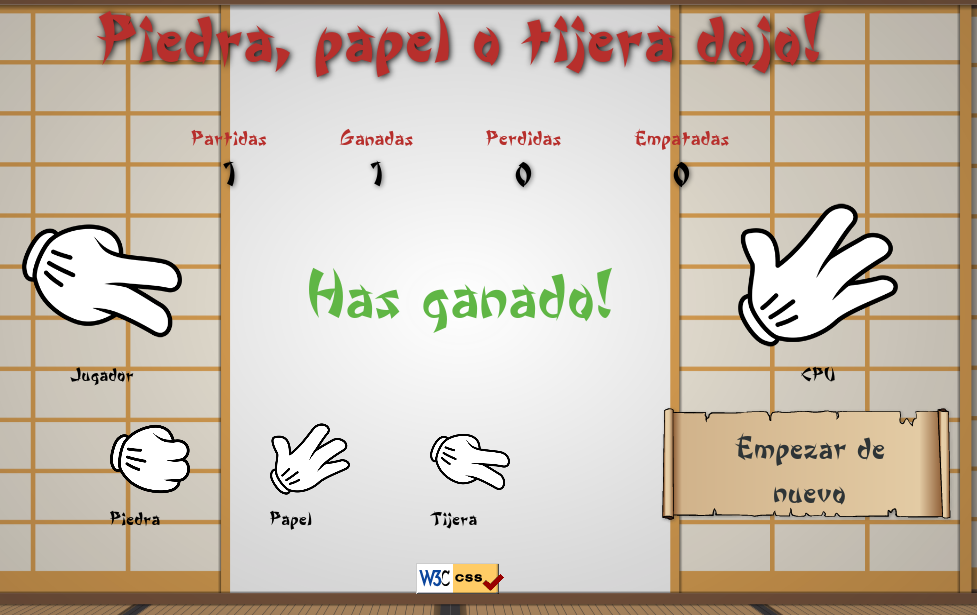 Piedra, papel o tijera dojo!
Partidas Ganadas Perdidas Empatadas
1 1 0 0
Has ganado!
Jugador
CPU
Empezar de
nuevo
Piedra Papel Tijera
W3C css